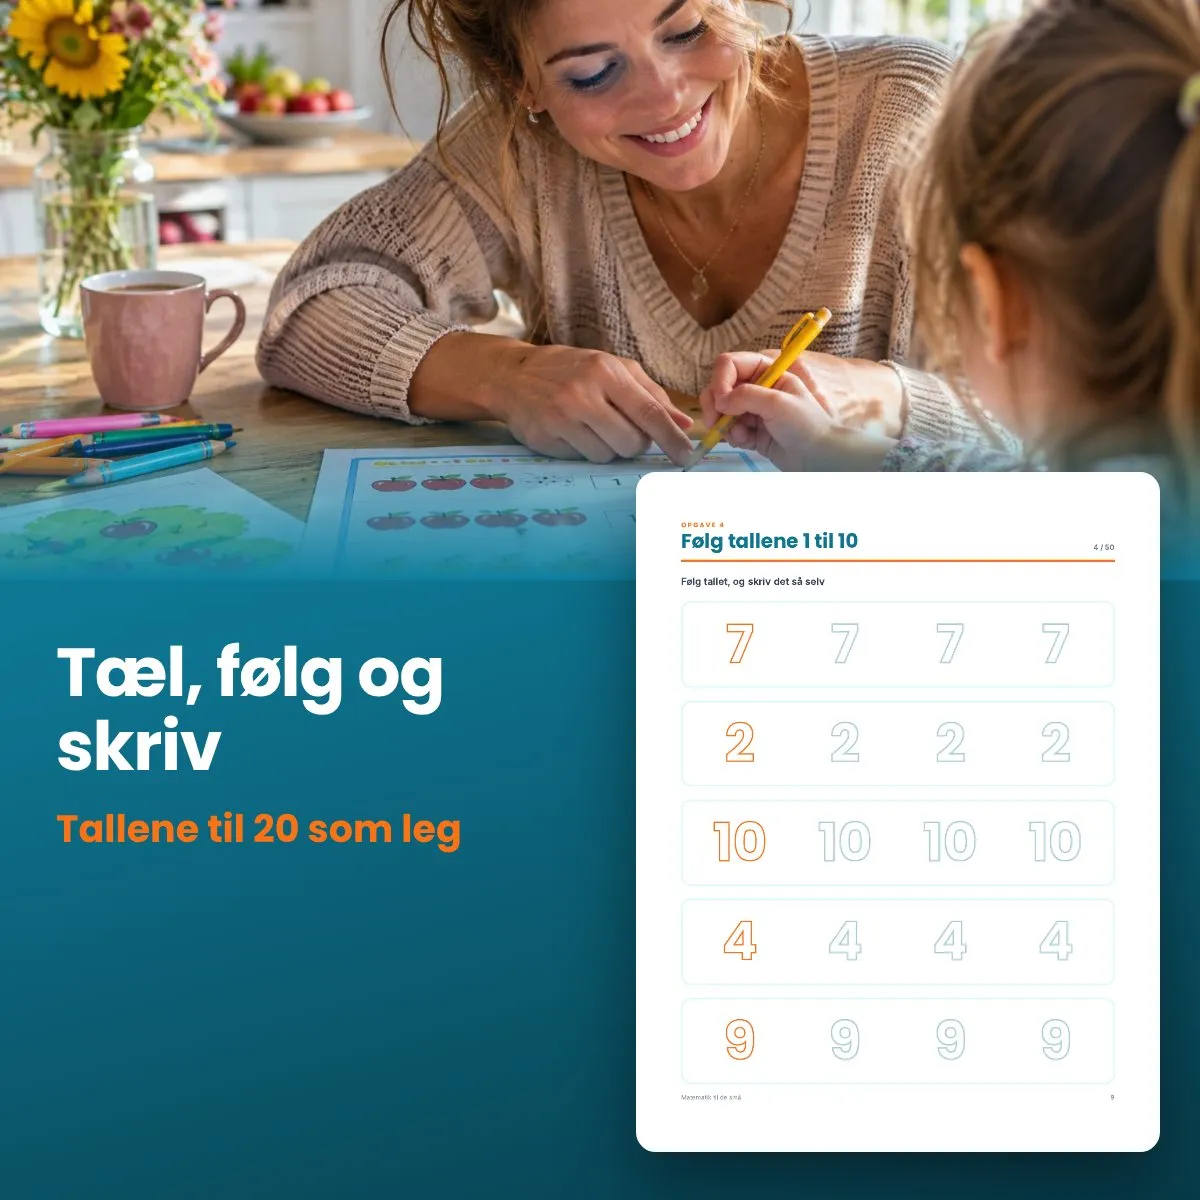 Tæl, følg og
skriv
Tallene til 20 som leg
OPGAVE 4
Følg tallene 1 til 10
4 / 50
Følg tallet, og skriv det så selv
7 7 7 7
2 2 2 2
10 10 10 10
4 4 4 4
9 9 9 9
Matematik til de små
9